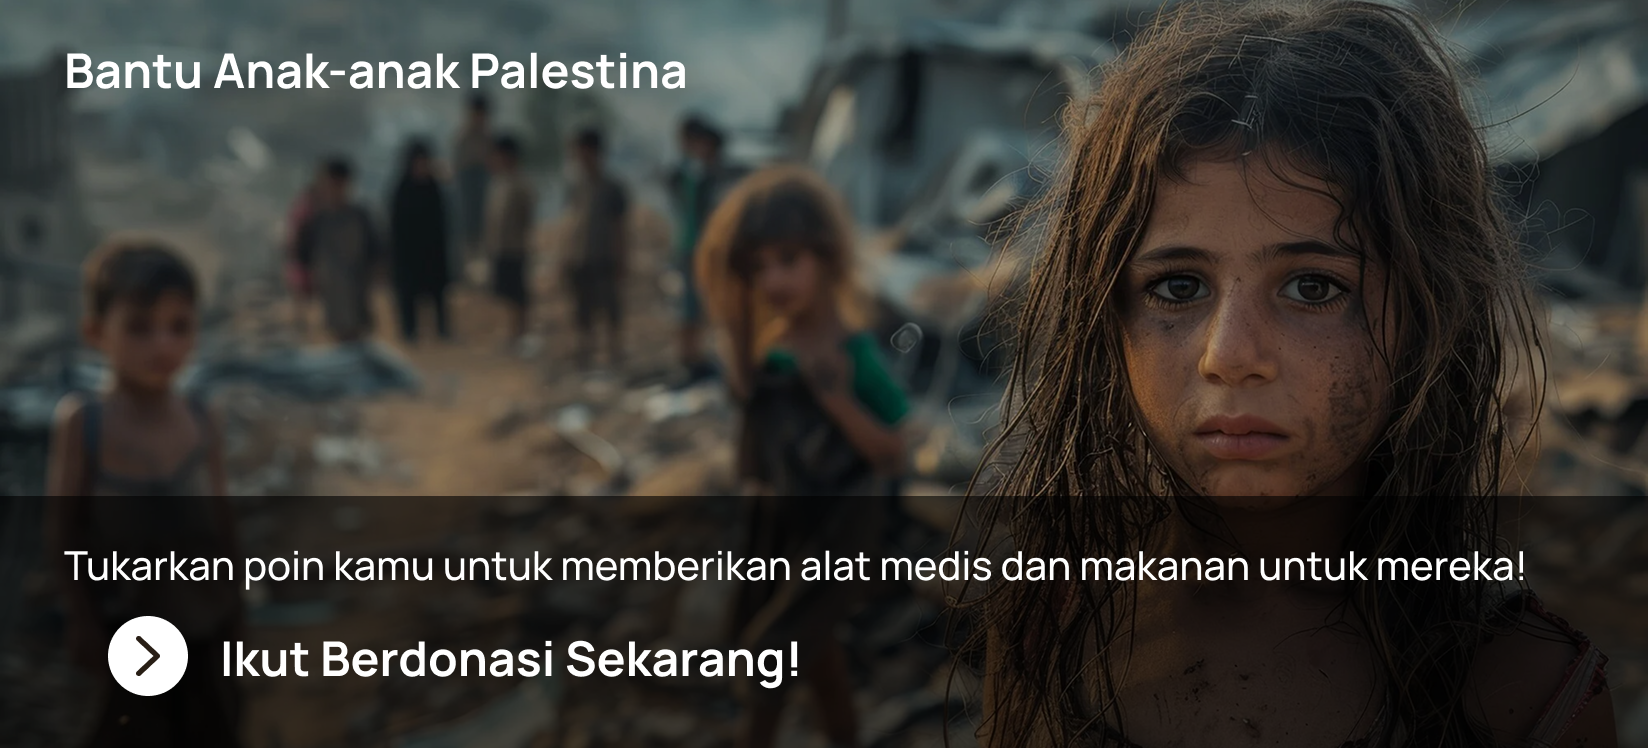 Bantu Anak-anak Palestina
Tukarkan poin kamu untuk memberikan alat medis dan makanan untuk mereka!
Ikut Berdonasi Sekarang!